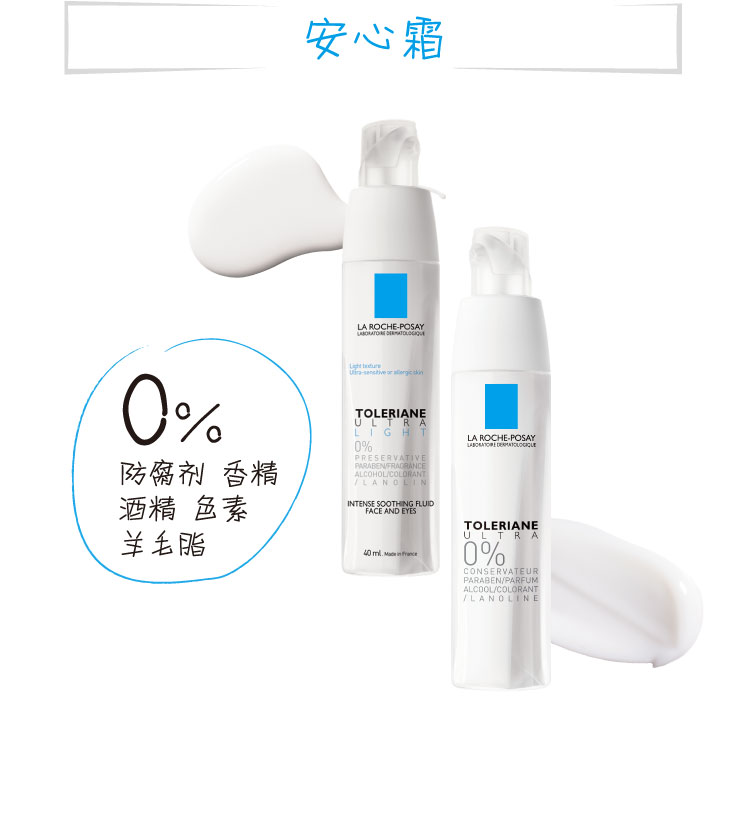 安心霜
LA ROCHE-POSAY
LABORATOIRE DERMATOLOGIQUE
Light texture
Ultra-sensitive or allergic skin
TOLERIANE
ULTRA
LIGHT
0%
PRESERVATIVE
PARABEN/FRAGRANCE
ALCOHOL/COLORANT
/LANOLIN
INTENSE SOOTHING FLUID
FACE AND EYES
40 ml. Made in France
LA ROCHE-POSAY
LABORATOIRE DERMATOLOGIQUE
TOLERIANE
ULTRA
0%
CONSERVATEUR
PARABEN/PARFUM
ALCOOL/COLORANT
/LANOLINE
0%
防腐剂 香精
酒精 色素
羊毛脂